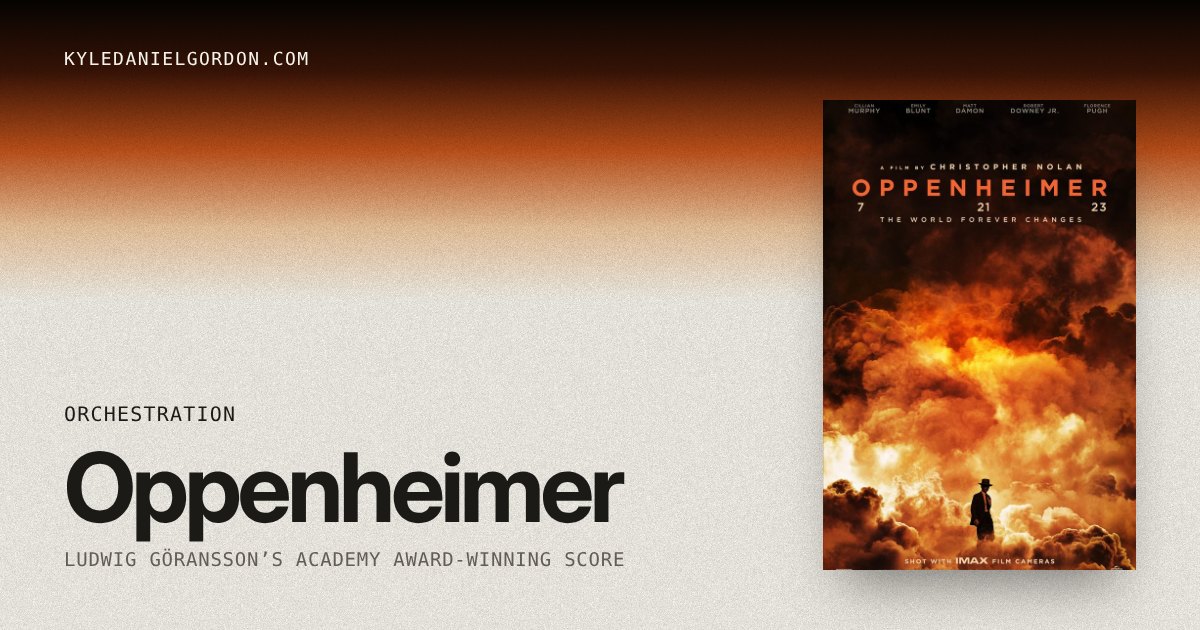 KYLEDANIELGORDON.COM
CILLIAN MURPHY EMILY BLUNT MATT DAMON ROBERT DOWNEY JR. FLORENCE PUGH
A FILM BY CHRISTOPHER NOLAN
OPPENHEIMER
7 21 23
THE WORLD FOREVER CHANGES
SHOT WITH IMAX FILM CAMERAS
ORCHESTRATION
Oppenheimer
LUDWIG GÖRANSSON’S ACADEMY AWARD-WINNING SCORE